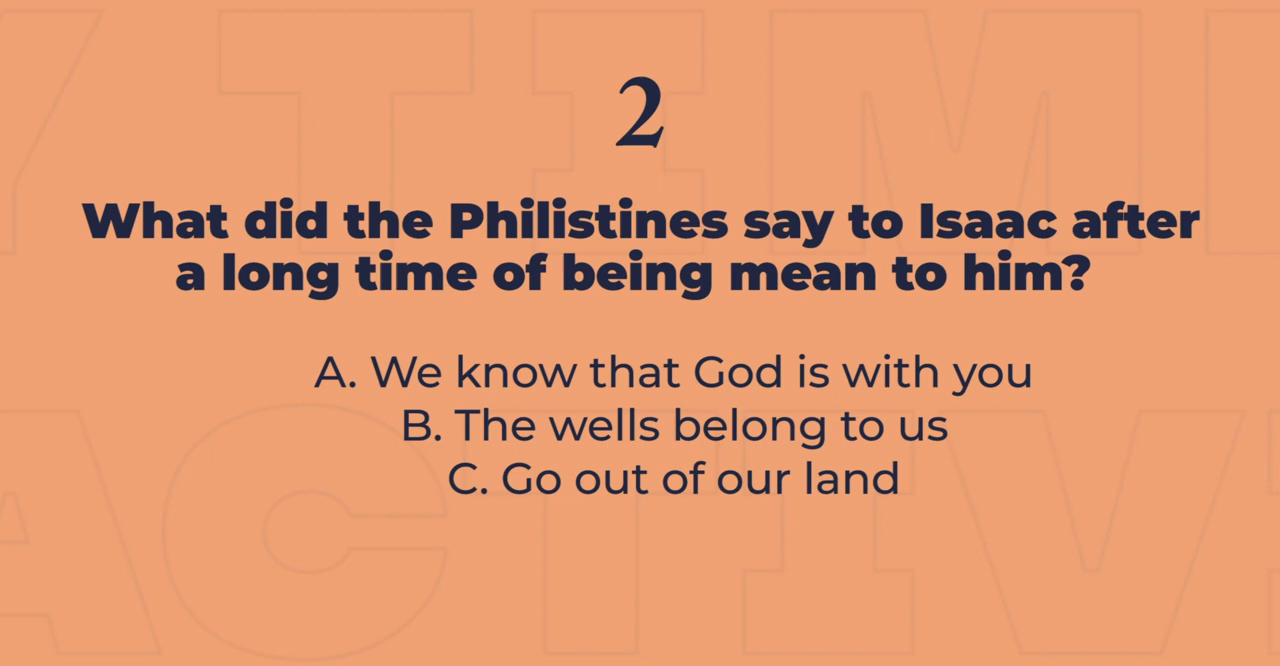 2
What did the Philistines say to Isaac after
a long time of being mean to him?
A. We know that God is with you
B. The wells belong to us
C. Go out of our land